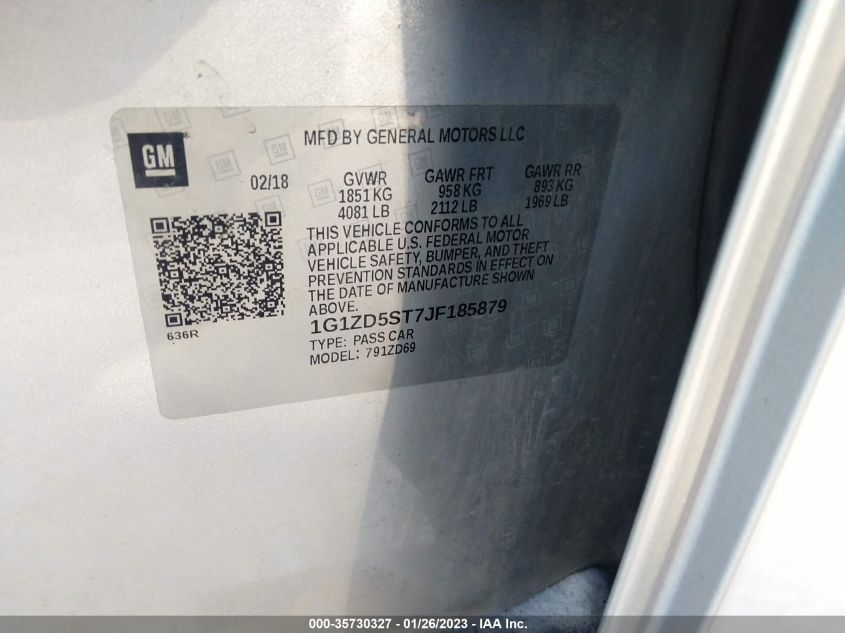 GM
MFD BY GENERAL MOTORS LLC
02/18
GVWR GAWR FRT GAWR RR
1851 KG 958 KG 893 KG
4081 LB 2112 LB 1969 LB
THIS VEHICLE CONFORMS TO ALL
APPLICABLE U.S. FEDERAL MOTOR
VEHICLE SAFETY, BUMPER, AND THEFT
PREVENTION STANDARDS IN EFFECT ON
THE DATE OF MANUFACTURE SHOWN
ABOVE.
636R
1G1ZD5ST7JF185879
TYPE: PASS CAR
MODEL: 791ZD69
000-35730327 - 01/26/2023 - IAA Inc.